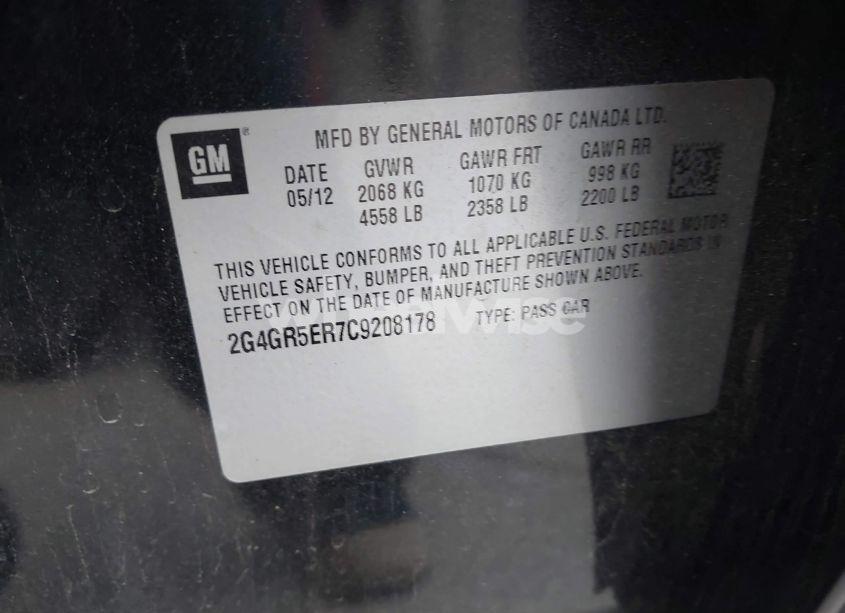 GM
®
MFD BY GENERAL MOTORS OF CANADA LTD.
DATE GVWR GAWR FRT GAWR RR
05/12 2068 KG 1070 KG 998 KG
4558 LB 2358 LB 2200 LB
THIS VEHICLE CONFORMS TO ALL APPLICABLE U.S. FEDERAL MOTOR
VEHICLE SAFETY, BUMPER, AND THEFT PREVENTION STANDARDS IN
EFFECT ON THE DATE OF MANUFACTURE SHOWN ABOVE.
2G4GR5ER7C9208178 TYPE: PASS CAR